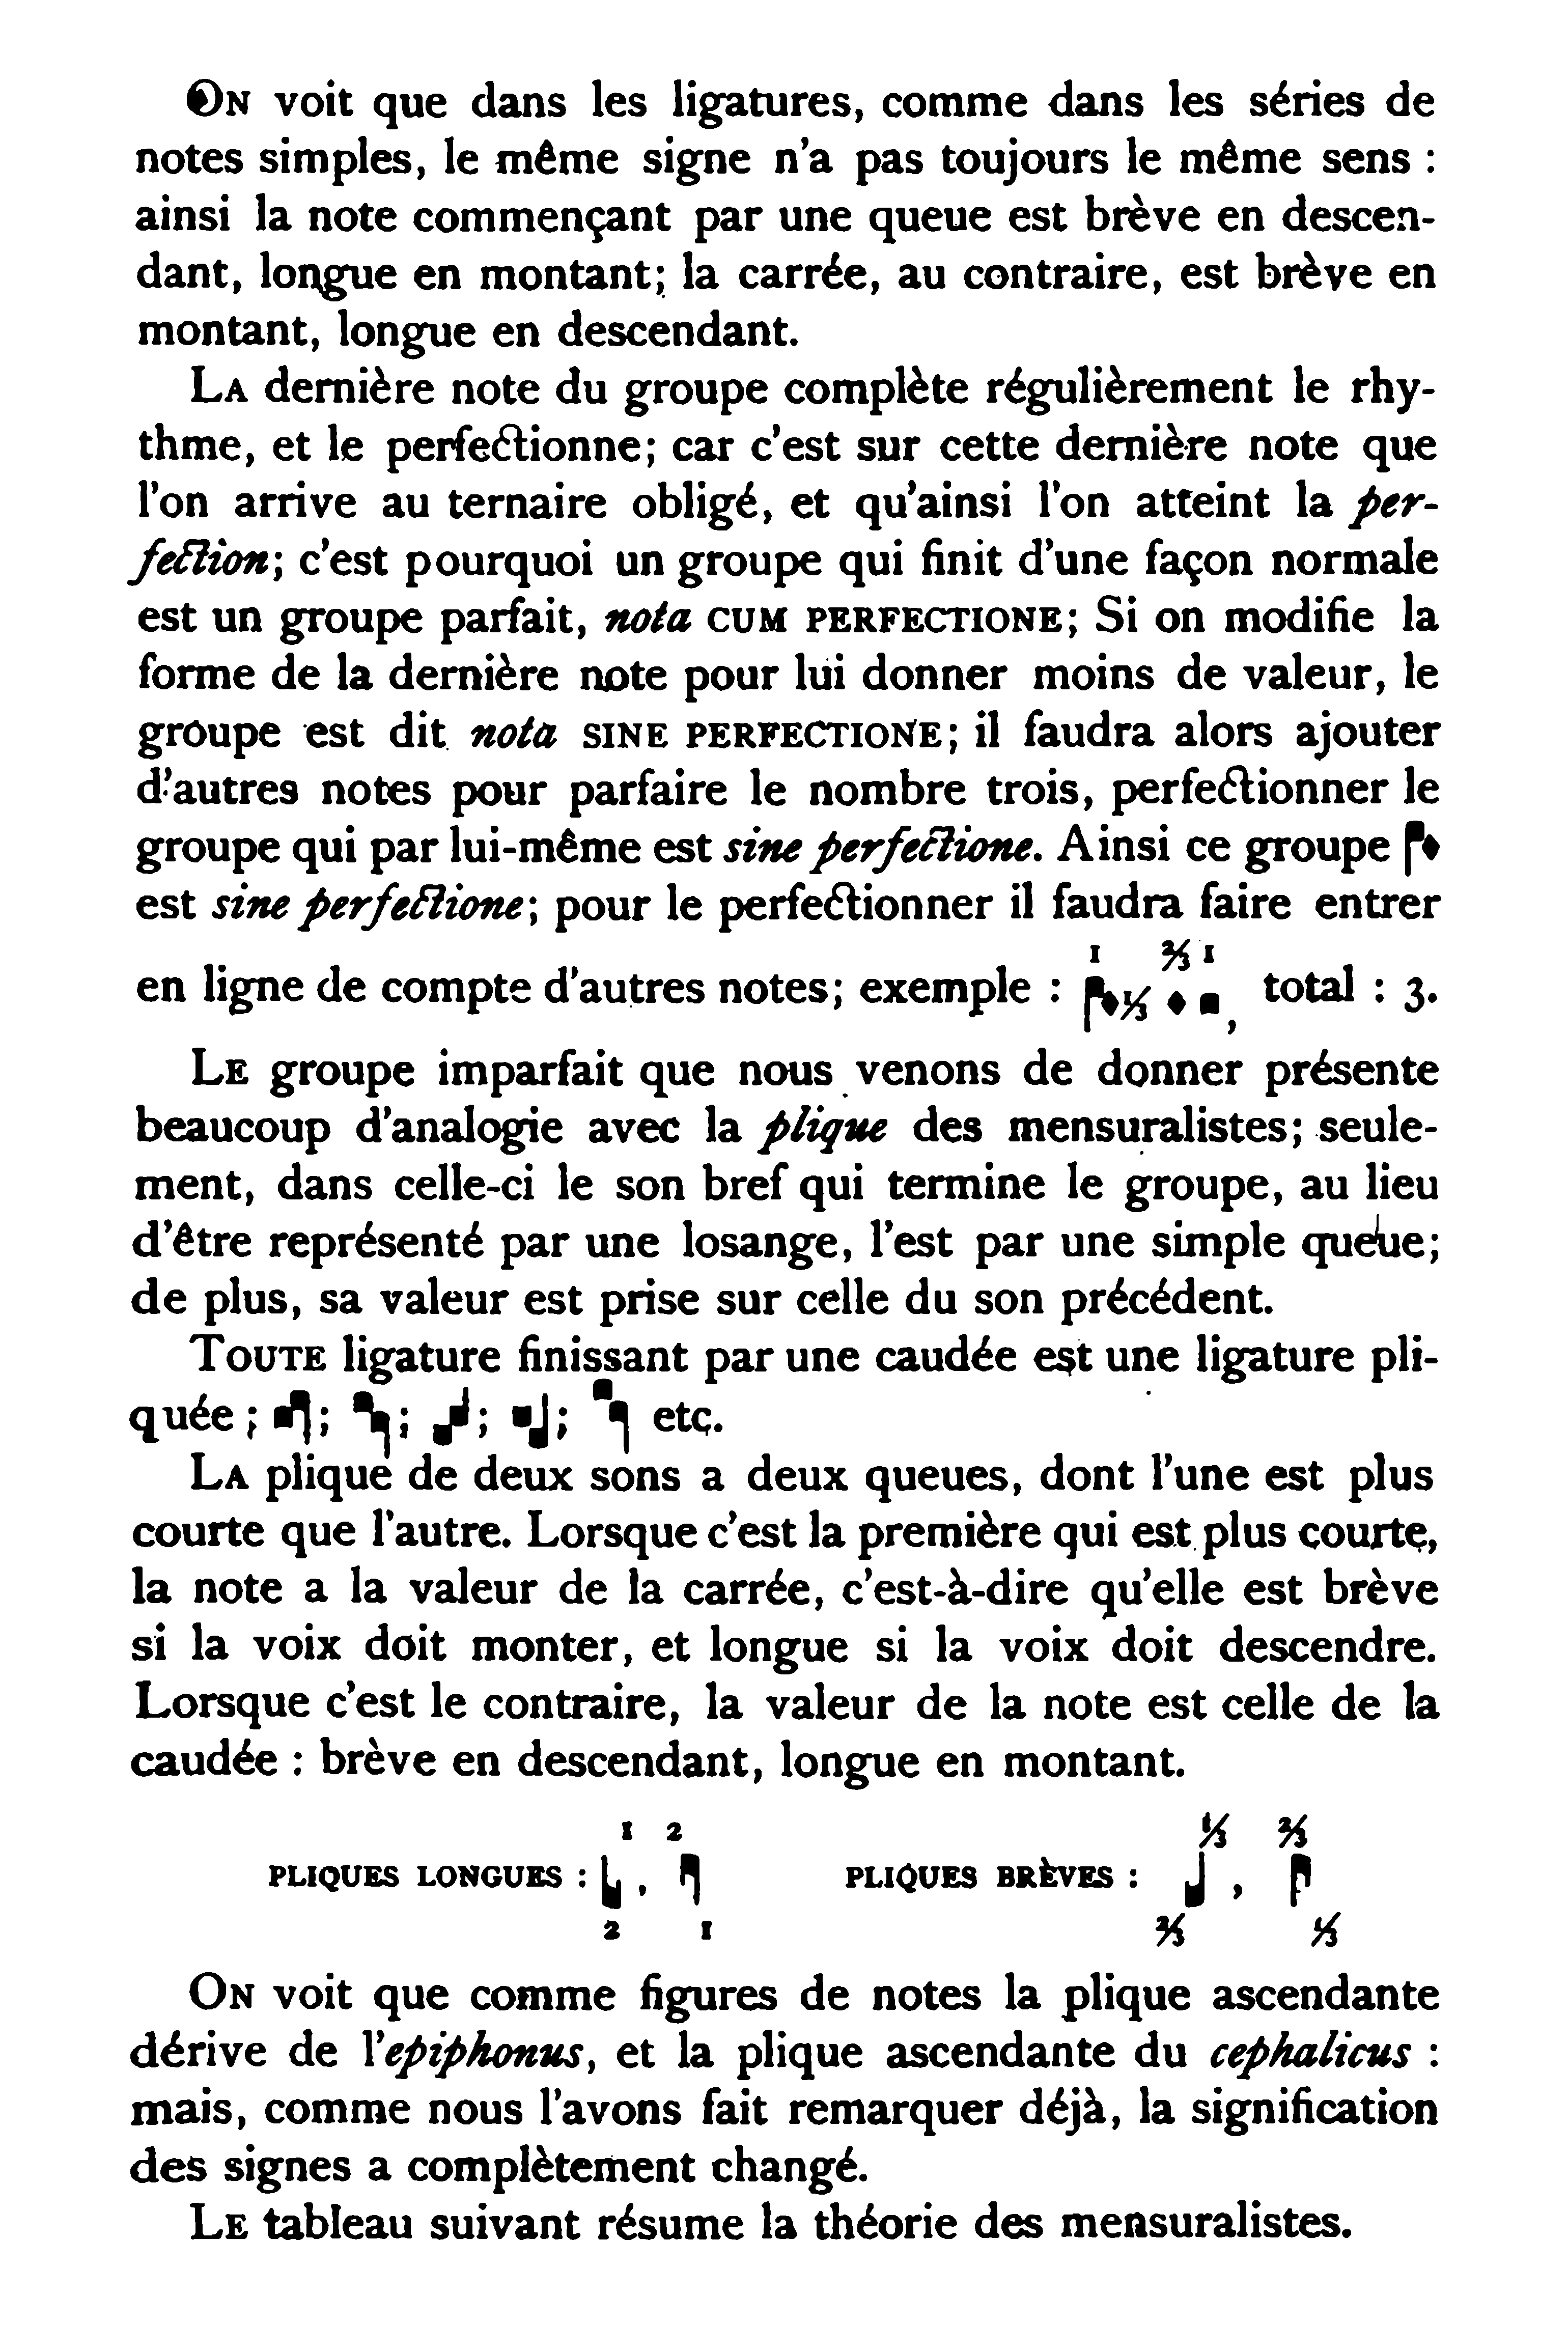 ON voit que dans les ligatures, comme dans les séries de
notes simples, le même signe n'a pas toujours le même sens :
ainsi la note commençant par une queue est brève en descen-
dant, longue en montant; la carrée, au contraire, est brève en
montant, longue en descendant.
LA dernière note du groupe complète régulièrement le rhy-
thme, et le perfectionne; car c'est sur cette dernière note que
l'on arrive au ternaire obligé, et qu'ainsi l'on atteint la per-
fection; c'est pourquoi un groupe qui finit d'une façon normale
est un groupe parfait, nota CUM PERFECTIONE; Si on modifie la
forme de la dernière note pour lui donner moins de valeur, le
groupe est dit nota SINE PERFECTIONE; il faudra alors ajouter
d'autres notes pour parfaire le nombre trois, perfectionner le
groupe qui par lui-même est sine perfectione. Ainsi ce groupe
est sine perfectione; pour le perfectionner il faudra faire entrer
1 2/3 1
en ligne de compte d'autres notes; exemple : 1/3 , total : 3.
LE groupe imparfait que nous venons de donner présente
beaucoup d'analogie avec la plique des mensuralistes; seule-
ment, dans celle-ci le son bref qui termine le groupe, au lieu
d'être représenté par une losange, l'est par une simple queue;
de plus, sa valeur est prise sur celle du son précédent.
TOUTE ligature finissant par une caudée est une ligature pli-
quée ; ; ; ; ; etc.
LA plique de deux sons a deux queues, dont l'une est plus
courte que l'autre. Lorsque c'est la première qui est plus courte,
la note a la valeur de la carrée, c'est-à-dire qu'elle est brève
si la voix doit monter, et longue si la voix doit descendre.
Lorsque c'est le contraire, la valeur de la note est celle de la
caudée : brève en descendant, longue en montant.
1 2 1/3 2/3
PLIQUES LONGUES : , PLIQUES BRÈVES : ,
2 1 2/3 1/3
ON voit que comme figures de notes la plique ascendante
dérive de l'epiphonus, et la plique ascendante du cephalicus :
mais, comme nous l'avons fait remarquer déjà, la signification
des signes a complètement changé.
LE tableau suivant résume la théorie des mensuralistes.